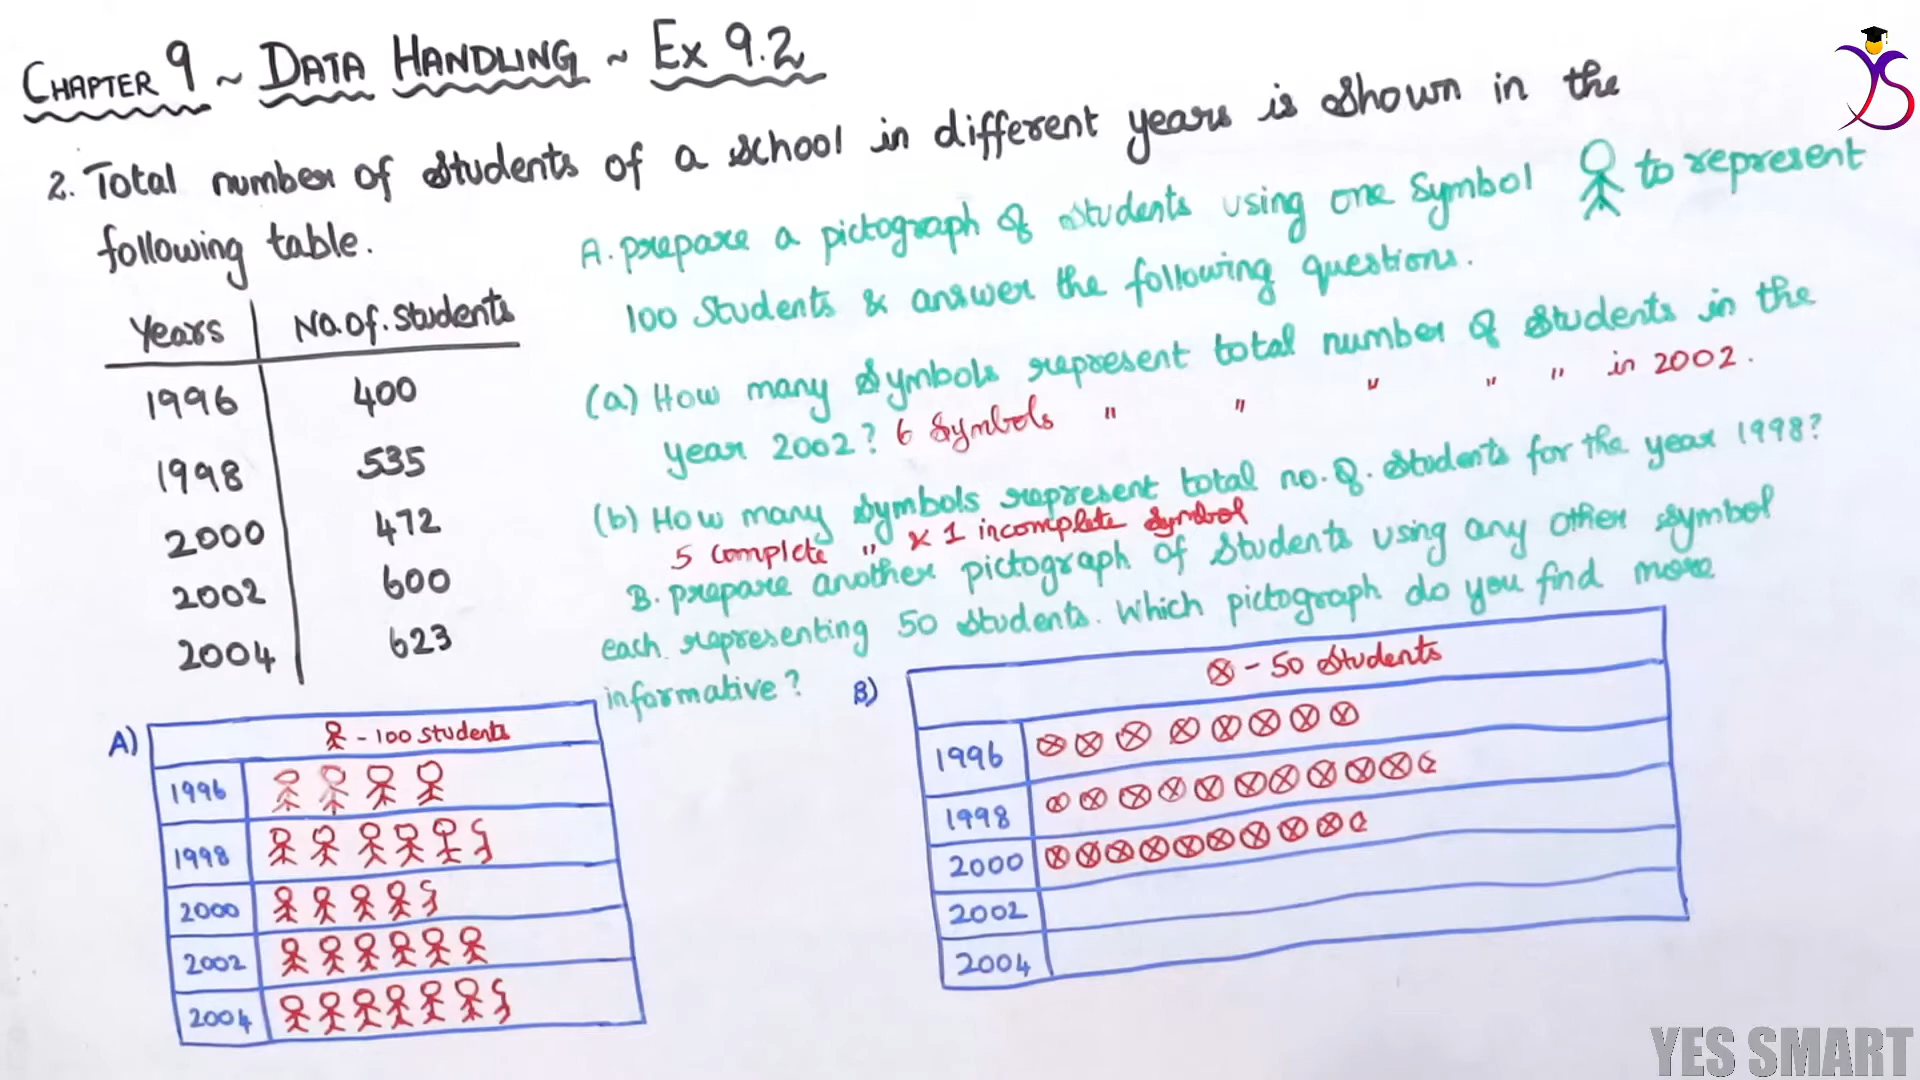 CHAPTER 9 ~ DATA HANDLING ~ Ex 9.2
2. Total number of students of a school in different years is shown in the
following table.
Years No. of. students
1996 400
1998 535
2000 472
2002 600
2004 623
A. prepare a pictograph of students using one symbol to represent
100 students & answer the following questions.
(a) How many symbols represent total number of students in the
year 2002? 6 symbols " " " " " in 2002.
(b) How many symbols represent total no. of. students for the year 1998?
5 complete " & 1 incomplete symbol
B. prepare another pictograph of students using any other symbol
each representing 50 students. Which pictograph do you find more
informative?
A)
- 100 students
1996
1998
2000
2002
2004
B)
⊗ - 50 students
1996
1998
2000
2002
2004
YS
YES SMART